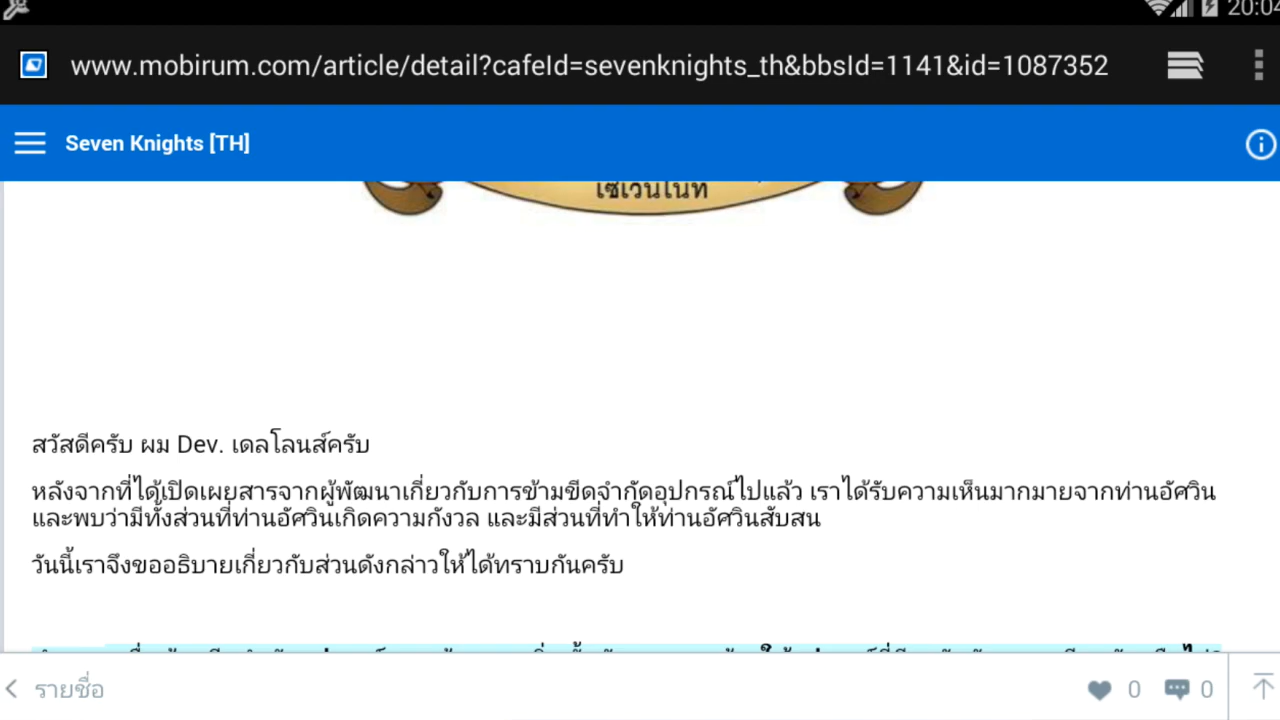 20:04
www.mobirum.com/article/detail?cafeId=sevenknights_th&bbsId=1141&id=1087352
Seven Knights [TH]
เซเว่นไนท์
สวัสดีครับ ผม Dev. เดลโลนส์ครับ
หลังจากที่ได้เปิดเผยสารจากผู้พัฒนาเกี่ยวกับการข้ามขีดจำกัดอุปกรณ์ไปแล้ว เราได้รับความเห็นมากมายจากท่านอัศวิน
และพบว่ามีทั้งส่วนที่ท่านอัศวินเกิดความกังวล และมีส่วนที่ทำให้ท่านอัศวินสับสน
วันนี้เราจึงขออธิบายเกี่ยวกับส่วนดังกล่าวให้ได้ทราบกันครับ
รายชื่อ
0
0